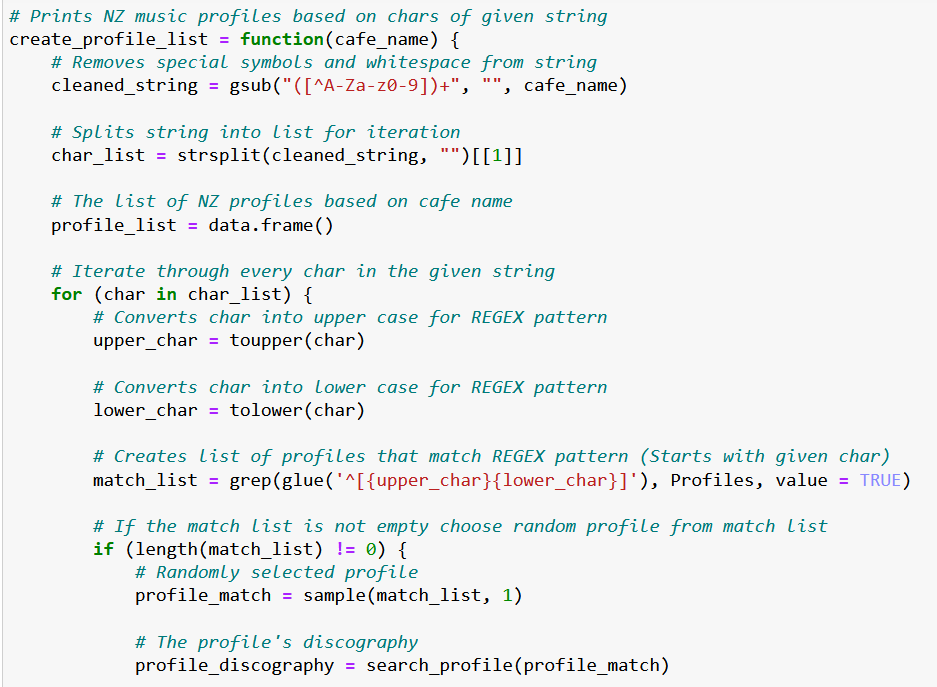 # Prints NZ music profiles based on chars of given string
create_profile_list = function(cafe_name) {
    # Removes special symbols and whitespace from string
    cleaned_string = gsub("([^A-Za-z0-9])+", "", cafe_name)

    # Splits string into list for iteration
    char_list = strsplit(cleaned_string, "")[[1]]

    # The list of NZ profiles based on cafe name
    profile_list = data.frame()

    # Iterate through every char in the given string
    for (char in char_list) {
        # Converts char into upper case for REGEX pattern
        upper_char = toupper(char)

        # Converts char into lower case for REGEX pattern
        lower_char = tolower(char)

        # Creates list of profiles that match REGEX pattern (Starts with given char)
        match_list = grep(glue('^[{upper_char}{lower_char}]'), Profiles, value = TRUE)

        # If the match list is not empty choose random profile from match list
        if (length(match_list) != 0) {
            # Randomly selected profile
            profile_match = sample(match_list, 1)

            # The profile's discography
            profile_discography = search_profile(profile_match)